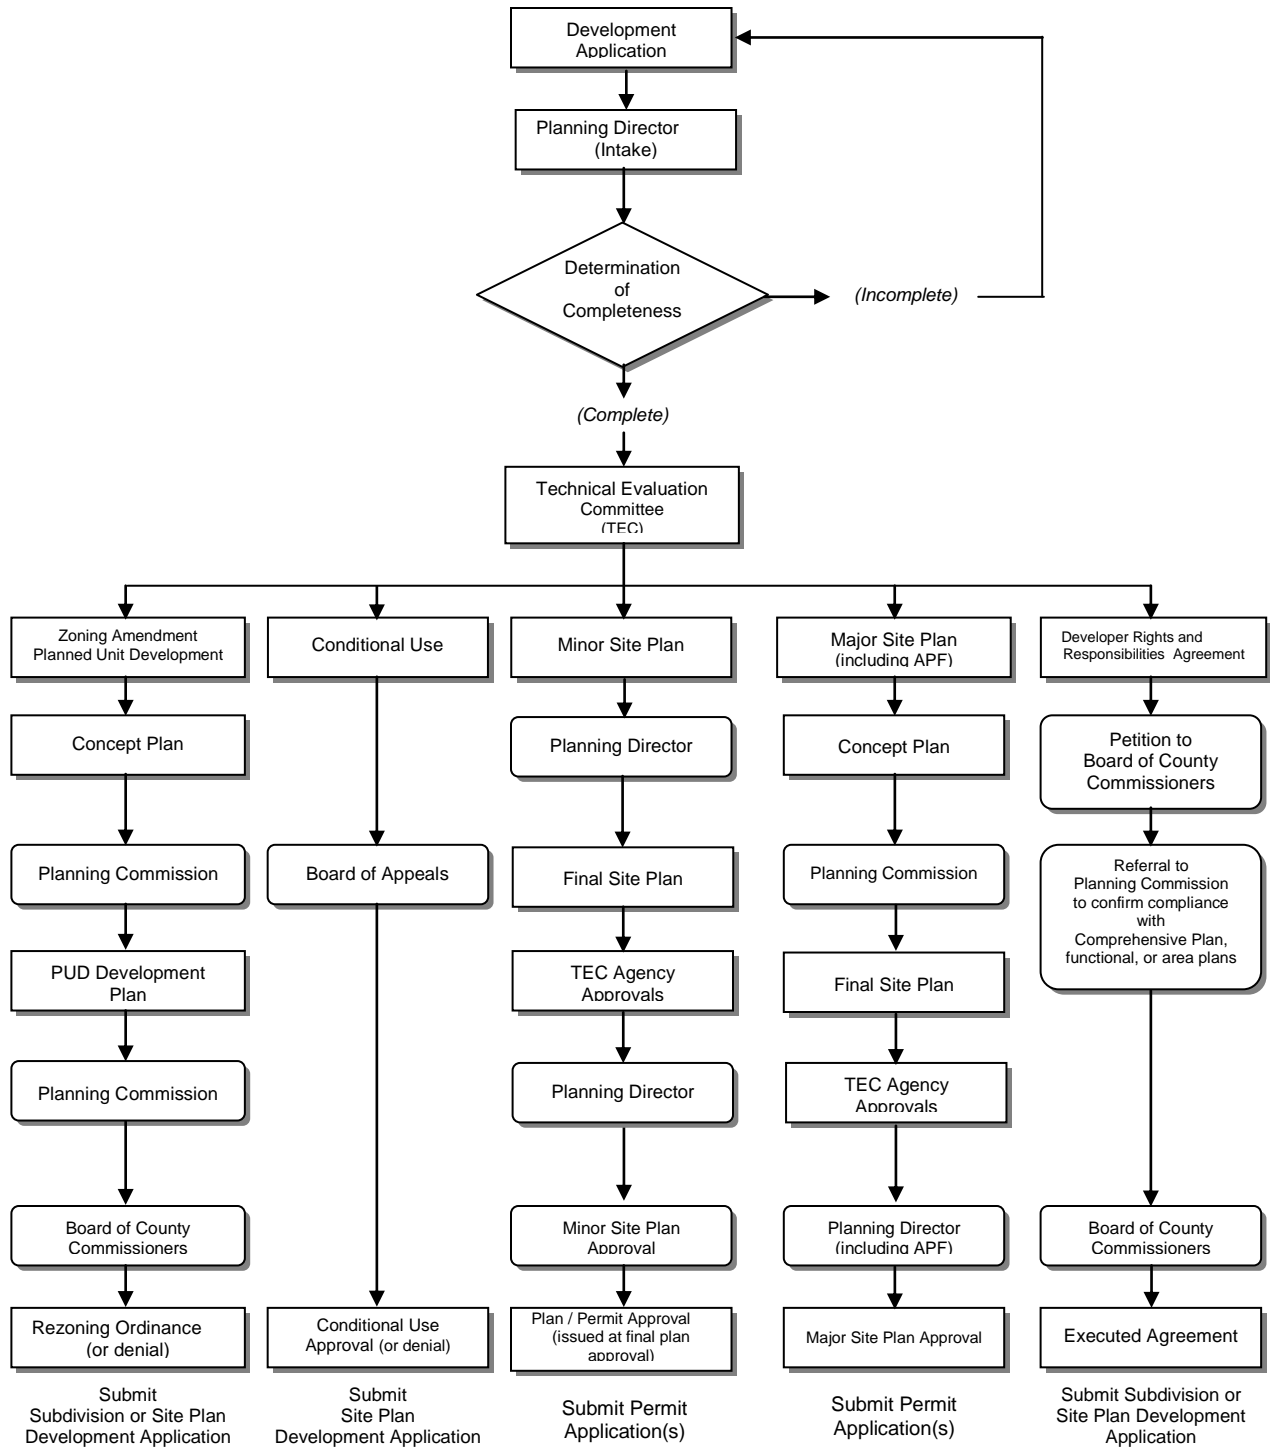 Development
Application
Planning Director
(Intake)
Determination
of
Completeness
(Incomplete)
(Complete)
Technical Evaluation
Committee
(TEC)
Zoning Amendment
Planned Unit Development
Concept Plan
Planning Commission
PUD Development
Plan
Planning Commission
Board of County
Commissioners
Rezoning Ordinance
(or denial)
Submit
Subdivision or Site Plan
Development Application
Conditional Use
Board of Appeals
Conditional Use
Approval (or denial)
Submit
Site Plan
Development Application
Minor Site Plan
Planning Director
Final Site Plan
TEC Agency
Approvals
Planning Director
Minor Site Plan
Approval
Plan / Permit Approval
(issued at final plan
approval)
Submit Permit
Application(s)
Major Site Plan
(including APF)
Concept Plan
Planning Commission
Final Site Plan
TEC Agency
Approvals
Planning Director
(including APF)
Major Site Plan Approval
Submit Permit
Application(s)
Developer Rights and
Responsibilities Agreement
Petition to
Board of County
Commissioners
Referral to
Planning Commission
to confirm compliance
with
Comprehensive Plan,
functional, or area plans
Board of County
Commissioners
Executed Agreement
Submit Subdivision or
Site Plan Development
Application